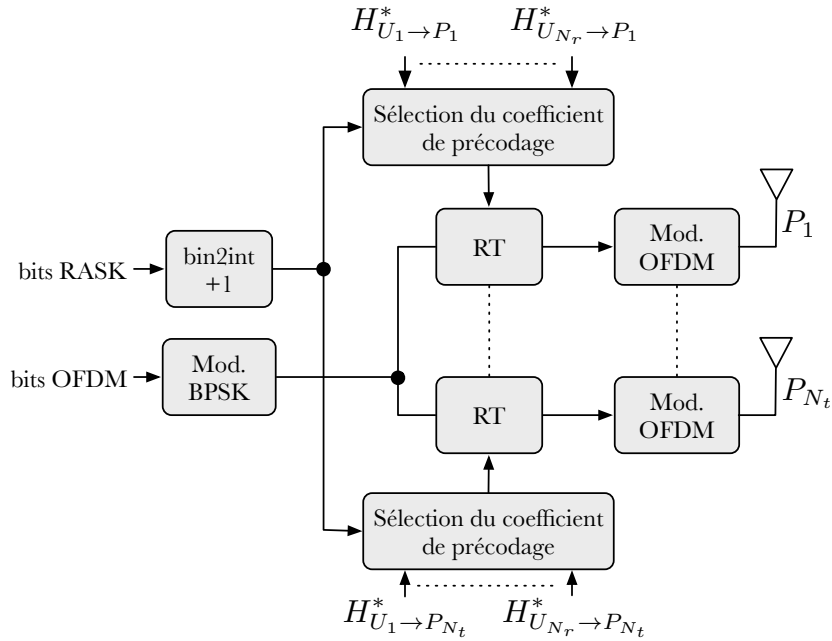 H*_{U_1→P_1} H*_{U_{N_r}→P_1}
Sélection du coefficient
de précodage
bits RASK
bin2int
+1
RT
Mod.
OFDM
P_1
bits OFDM
Mod.
BPSK
RT
Mod.
OFDM
P_{N_t}
Sélection du coefficient
de précodage
H*_{U_1→P_{N_t}} H*_{U_{N_r}→P_{N_t}}